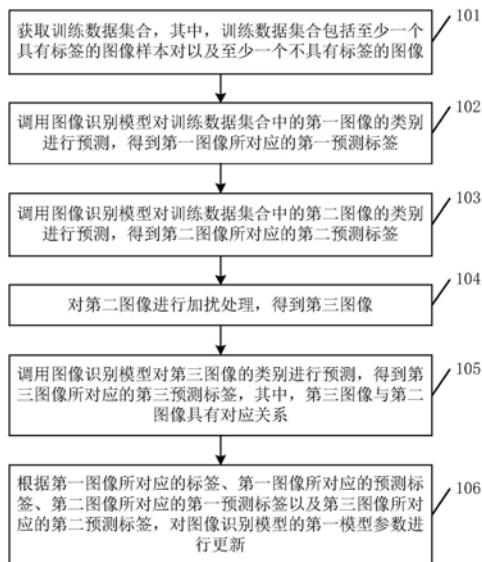 获取训练数据集合，其中，训练数据集合包括至少一个
具有标签的图像样本对以及至少一个不具有标签的图像
101
调用图像识别模型对训练数据集合中的第一图像的类别
进行预测，得到第一图像所对应的第一预测标签
102
调用图像识别模型对训练数据集合中的第二图像的类别
进行预测，得到第二图像所对应的第二预测标签
103
对第二图像进行加扰处理，得到第三图像
104
调用图像识别模型对第三图像的类别进行预测，得到第
三图像所对应的第三预测标签，其中，第三图像与第二
图像具有对应关系
105
根据第一图像所对应的标签、第一图像所对应的预测标
签、第二图像所对应的第一预测标签以及第三图像所对
应的第二预测标签，对图像识别模型的第一模型参数进
行更新
106